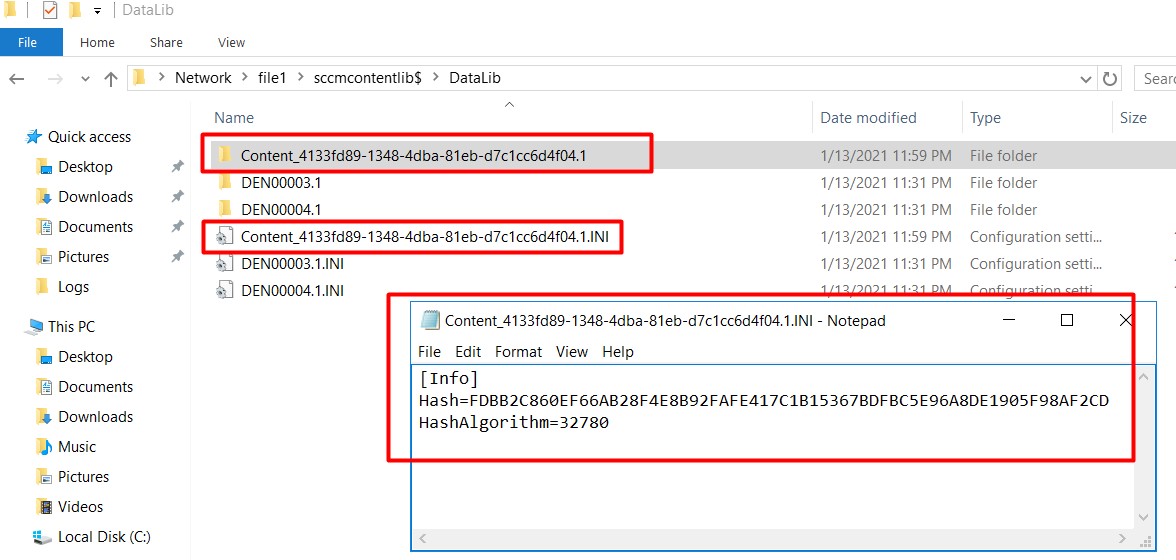 DataLib
File Home Share View
Network file1 sccmcontentlib$ DataLib
Sear
Name Date modified Type Size
Quick access
Desktop
Downloads
Documents
Pictures
Logs
This PC
Desktop
Documents
Downloads
Music
Pictures
Videos
Local Disk (C:)
Content_4133fd89-1348-4dba-81eb-d7c1cc6d4f04.1 1/13/2021 11:59 PM File folder
DEN00003.1 1/13/2021 11:31 PM File folder
DEN00004.1 1/13/2021 11:31 PM File folder
Content_4133fd89-1348-4dba-81eb-d7c1cc6d4f04.1.INI 1/13/2021 11:59 PM Configuration setti...
DEN00003.1.INI 1/13/2021 11:31 PM Configuration setti...
DEN00004.1.INI 1/13/2021 11:31 PM Configuration setti...
Content_4133fd89-1348-4dba-81eb-d7c1cc6d4f04.1.INI - Notepad
File Edit Format View Help
[Info]
Hash=FDBB2C860EF66AB28F4E8B92FAFE417C1B15367BDFBC5E96A8DE1905F98AF2CD
HashAlgorithm=32780